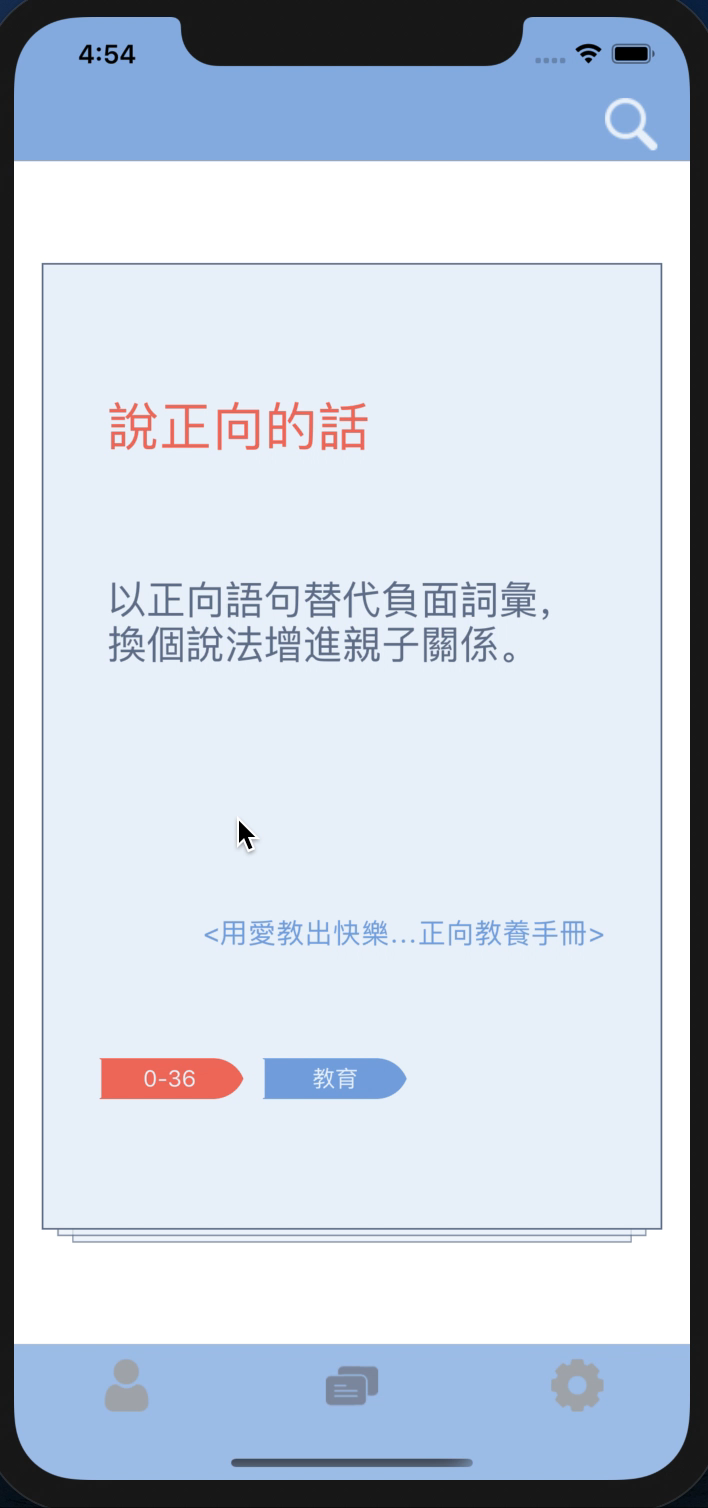 4:54
說正向的話
以正向語句替代負面詞彙,
換個說法增進親子關係。
<用愛教出快樂...正向教養手冊>
0-36
教育